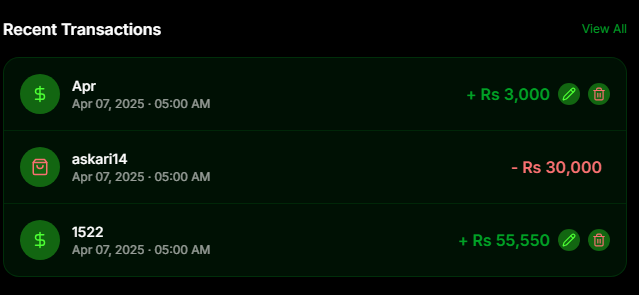 Recent Transactions
View All
Apr
Apr 07, 2025 · 05:00 AM
+ Rs 3,000
askari14
Apr 07, 2025 · 05:00 AM
- Rs 30,000
1522
Apr 07, 2025 · 05:00 AM
+ Rs 55,550